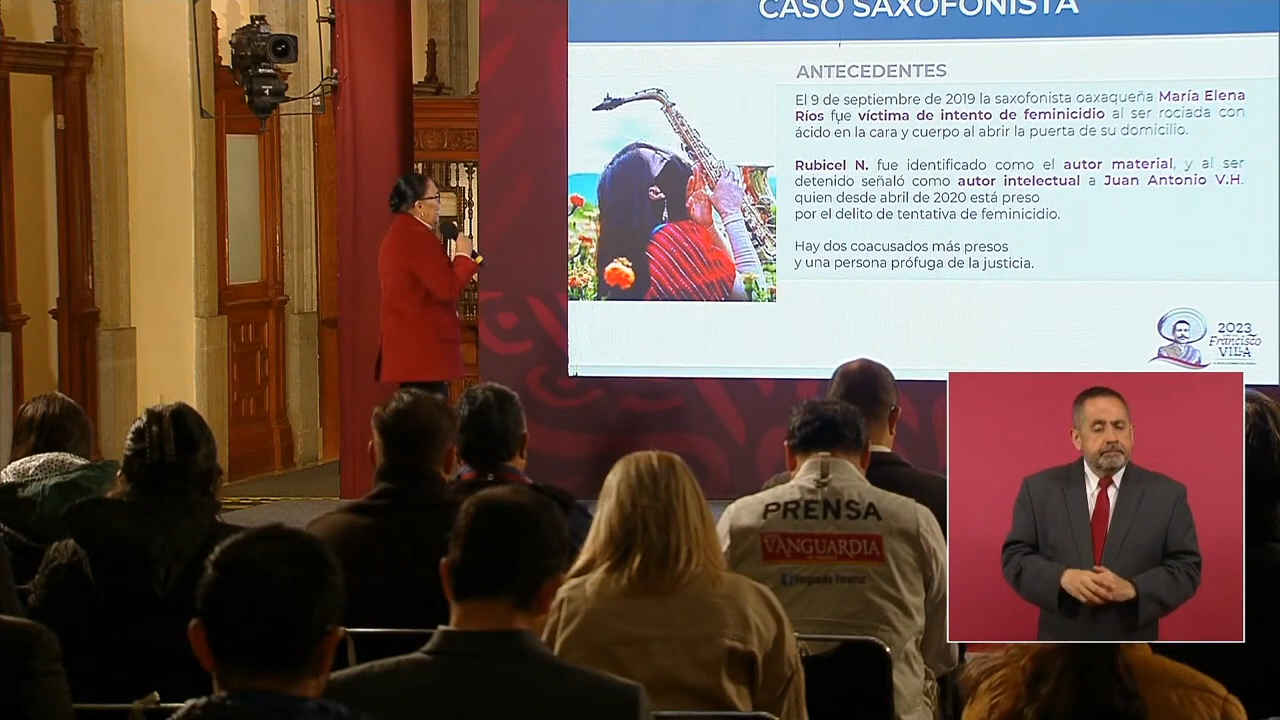 CASO SAXOFONISTA
ANTECEDENTES
El 9 de septiembre de 2019 la saxofonista oaxaqueña María Elena
Ríos fue víctima de intento de feminicidio al ser rociada con
ácido en la cara y cuerpo al abrir la puerta de su domicilio.
Rubicel N. fue identificado como el autor material, y al ser
detenido señaló como autor intelectual a Juan Antonio V.H.
quien desde abril de 2020 está preso
por el delito de tentativa de feminicidio.
Hay dos coacusados más presos
y una persona prófuga de la justicia.
2023
Francisco
VILLA
PRENSA
VANGUARDIA
Vanguardia Veracruz